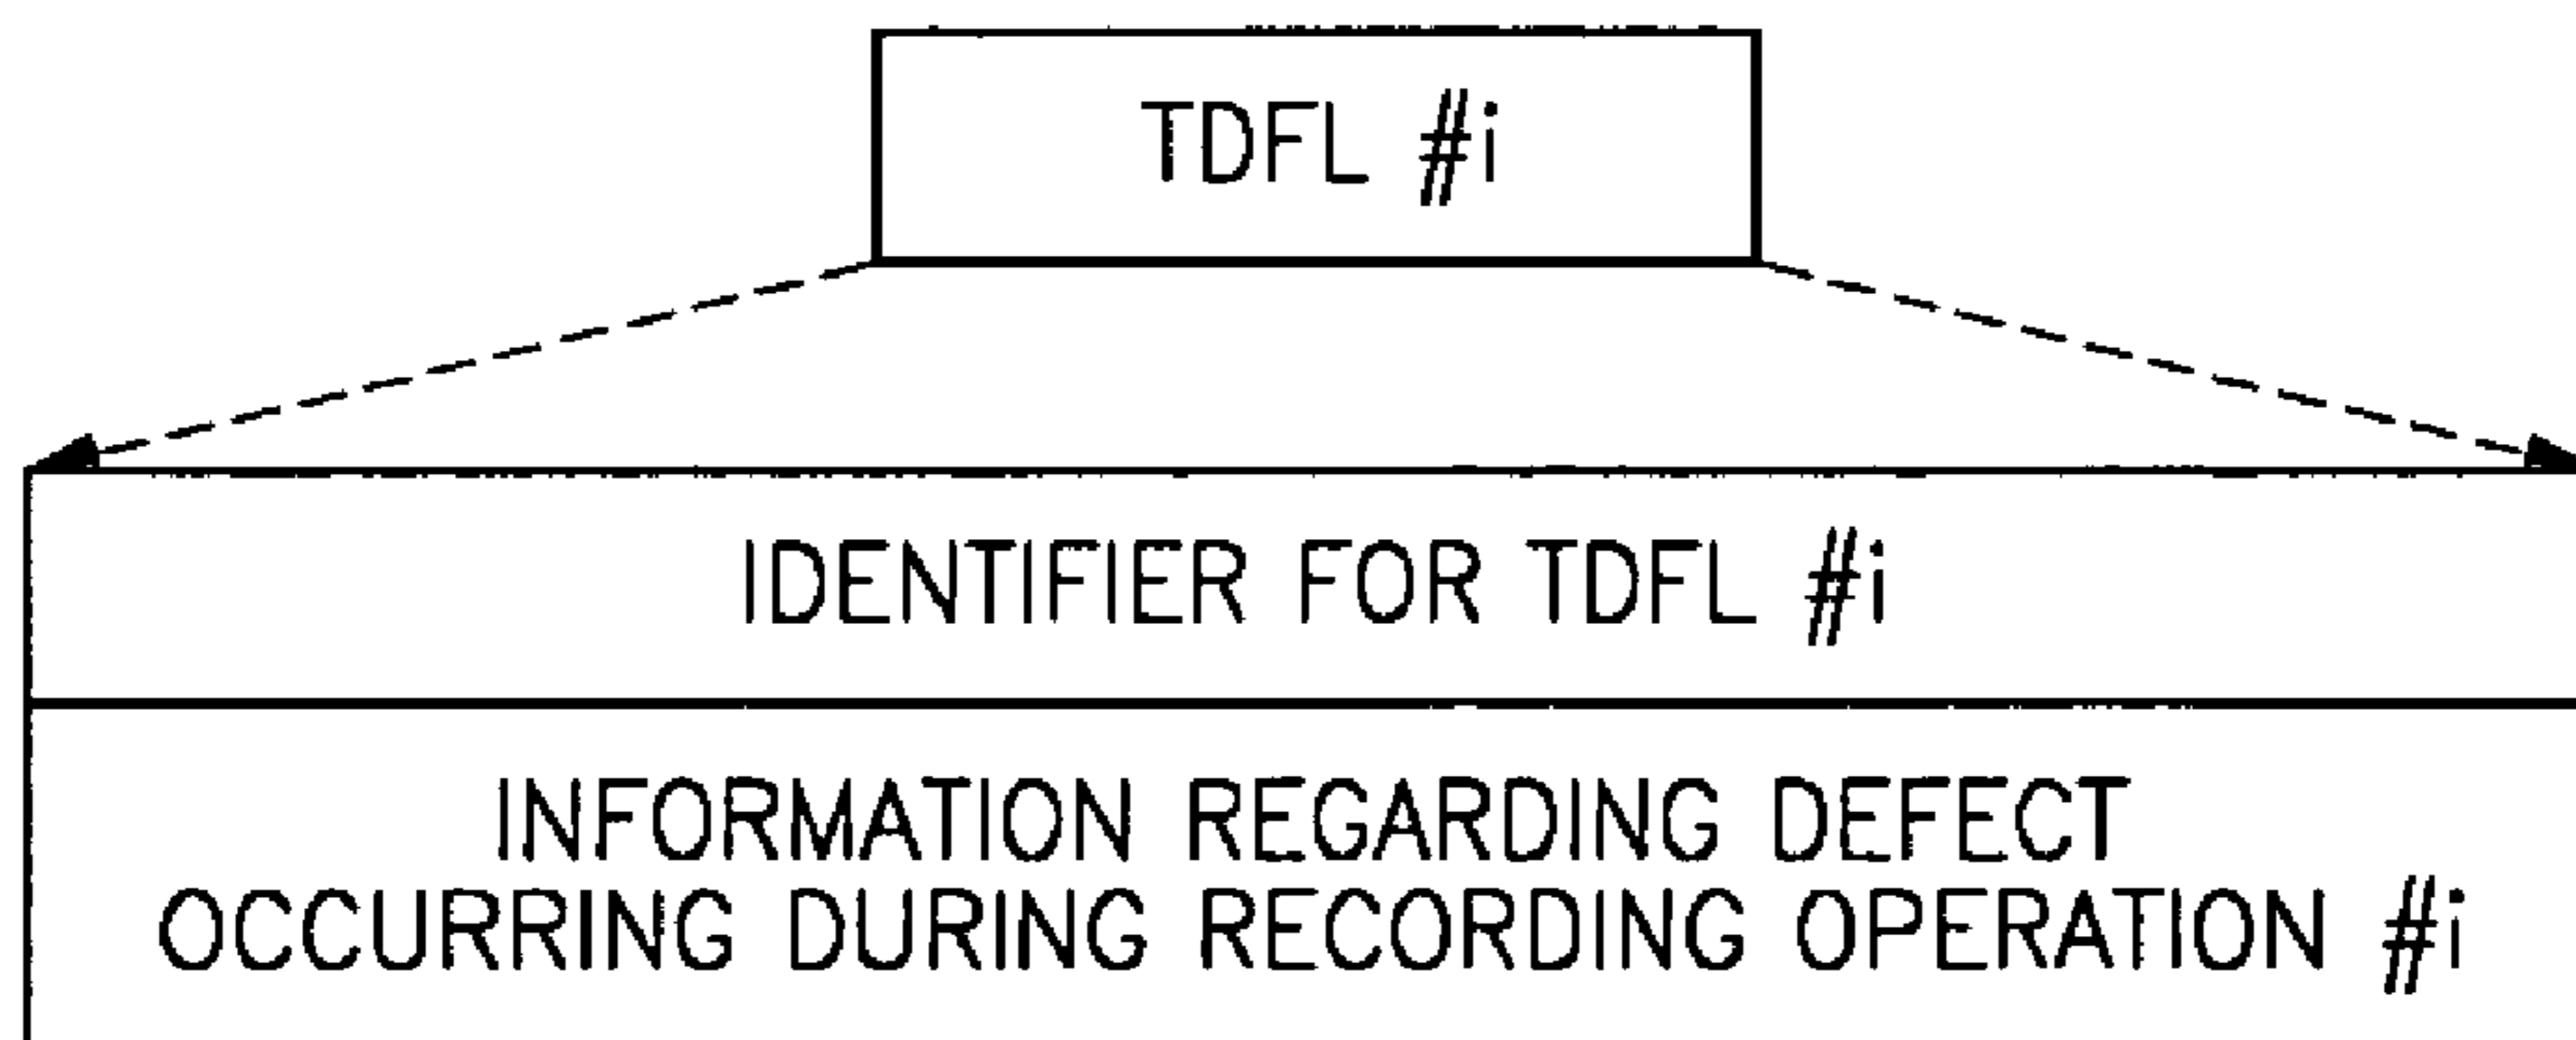 TDFL #i
IDENTIFIER FOR TDFL #i
INFORMATION REGARDING DEFECT
OCCURRING DURING RECORDING OPERATION #i